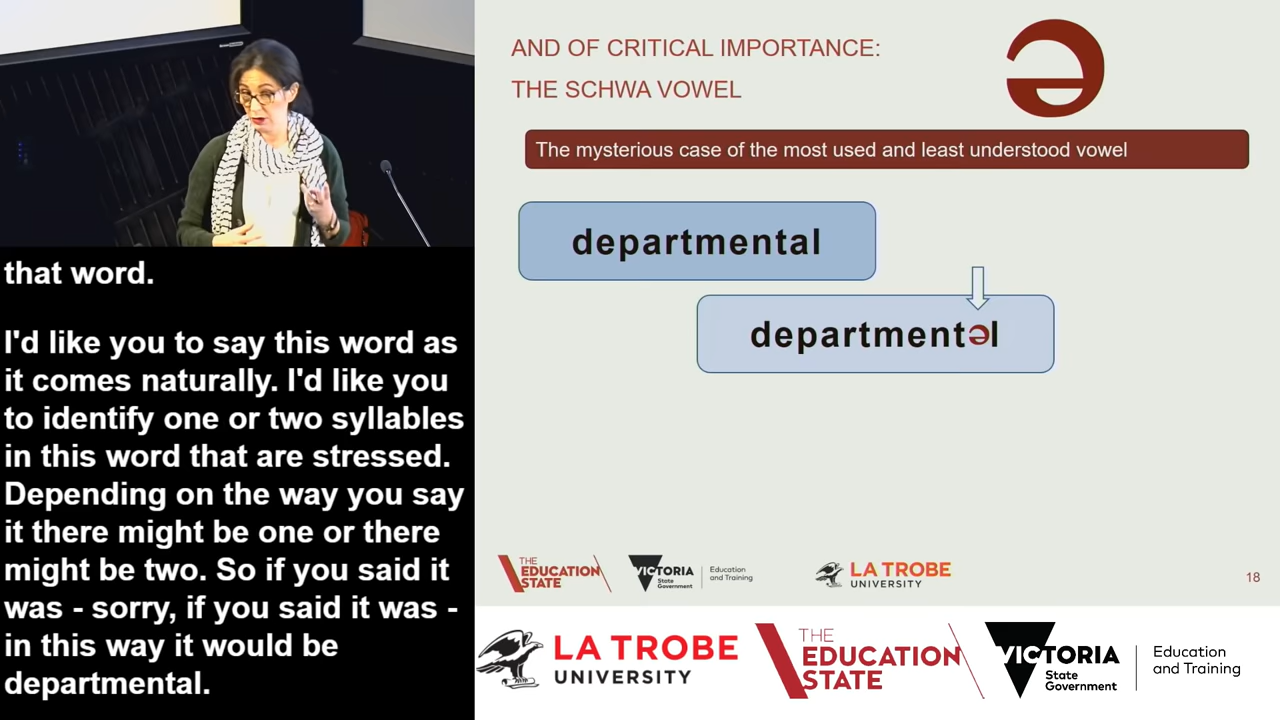 that word.
I'd like you to say this word as
it comes naturally. I'd like you
to identify one or two syllables
in this word that are stressed.
Depending on the way you say
it there might be one or there
might be two. So if you said it
was - sorry, if you said it was -
in this way it would be
departmental.
AND OF CRITICAL IMPORTANCE:
THE SCHWA VOWEL
ə
The mysterious case of the most used and least understood vowel
departmental
departmentəl
THE
EDUCATION
STATE
VICTORIA
State
Government
Education
and Training
LA TROBE
UNIVERSITY
18
LA TROBE
UNIVERSITY
THE
EDUCATION
STATE
VICTORIA
State
Government
Education
and Training